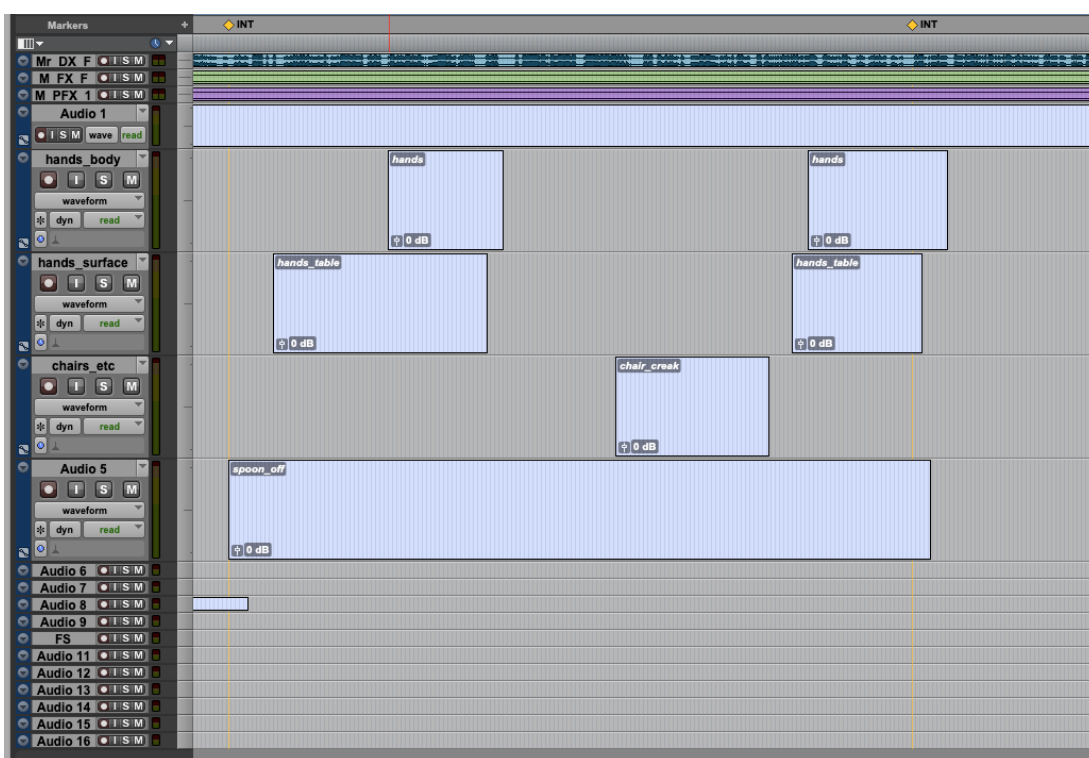 Markers + INT INT
Mr DX F I S M
M FX F I S M
M PFX 1 I S M
Audio 1
I S M wave read
hands_body
I S M
waveform
dyn read
hands hands
0 dB 0 dB
hands_surface
I S M
waveform
dyn read
hands_table hands_table
0 dB 0 dB
chairs_etc
I S M
waveform
dyn read
chair_creak
0 dB
Audio 5
I S M
waveform
dyn read
spoon_off
0 dB
Audio 6 I S M
Audio 7 I S M
Audio 8 I S M
Audio 9 I S M
FS I S M
Audio 11 I S M
Audio 12 I S M
Audio 13 I S M
Audio 14 I S M
Audio 15 I S M
Audio 16 I S M